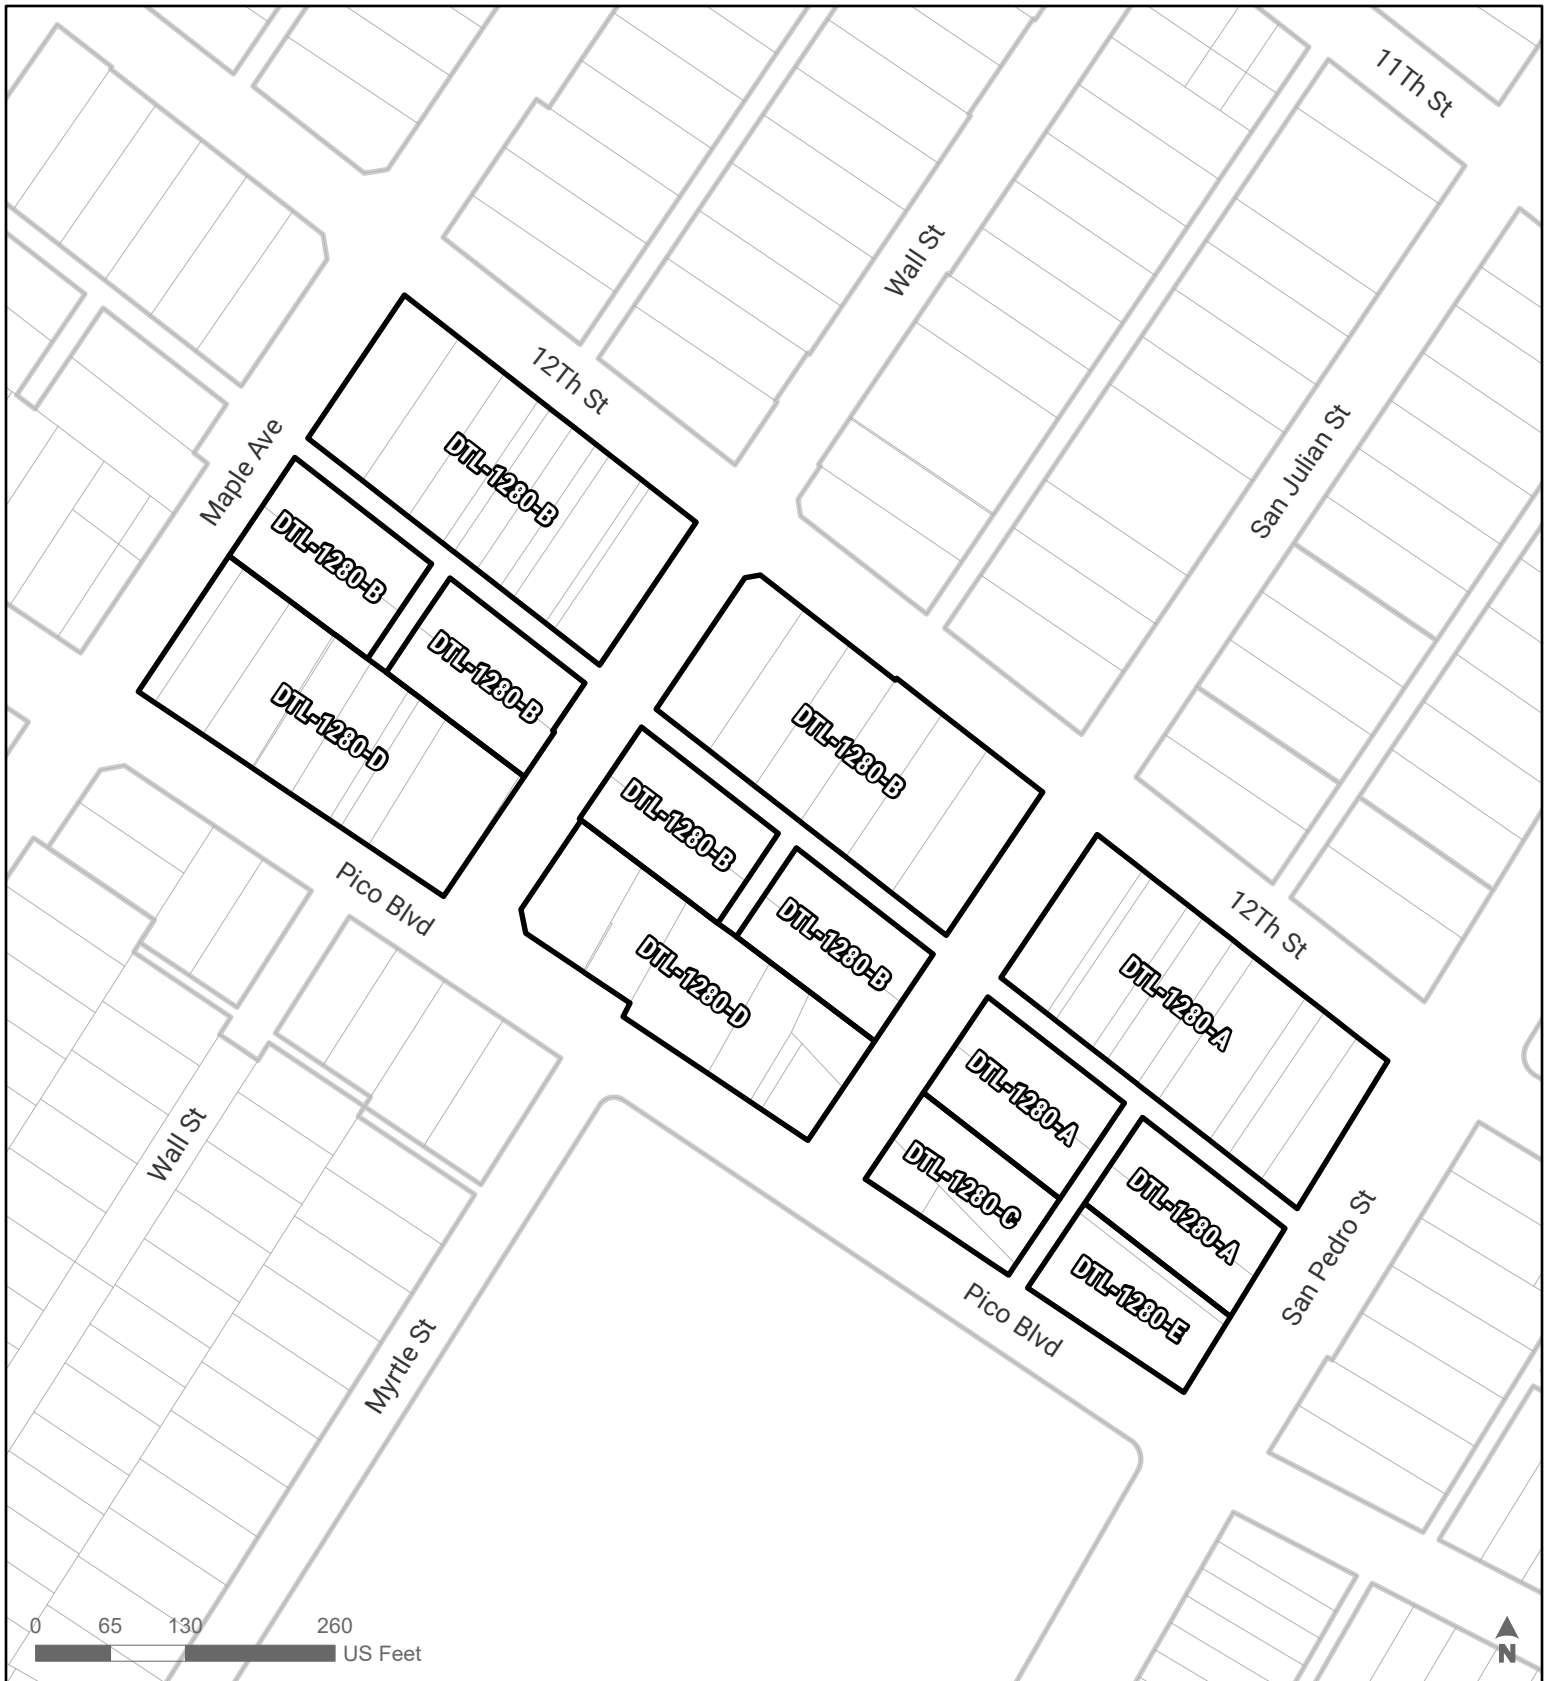 11Th St
Wall St
12Th St
Maple Ave
San Julian St
DTL-1280-B
DTL-1280-B
DTL-1280-B
DTL-1280-D
DTL-1280-B
DTL-1280-B
DTL-1280-B
DTL-1280-D
Pico Blvd
12Th St
DTL-1280-A
DTL-1280-A
DTL-1280-C
DTL-1280-A
DTL-1280-E
Wall St
San Pedro St
Pico Blvd
Myrtle St
0 65 130 260
US Feet
N